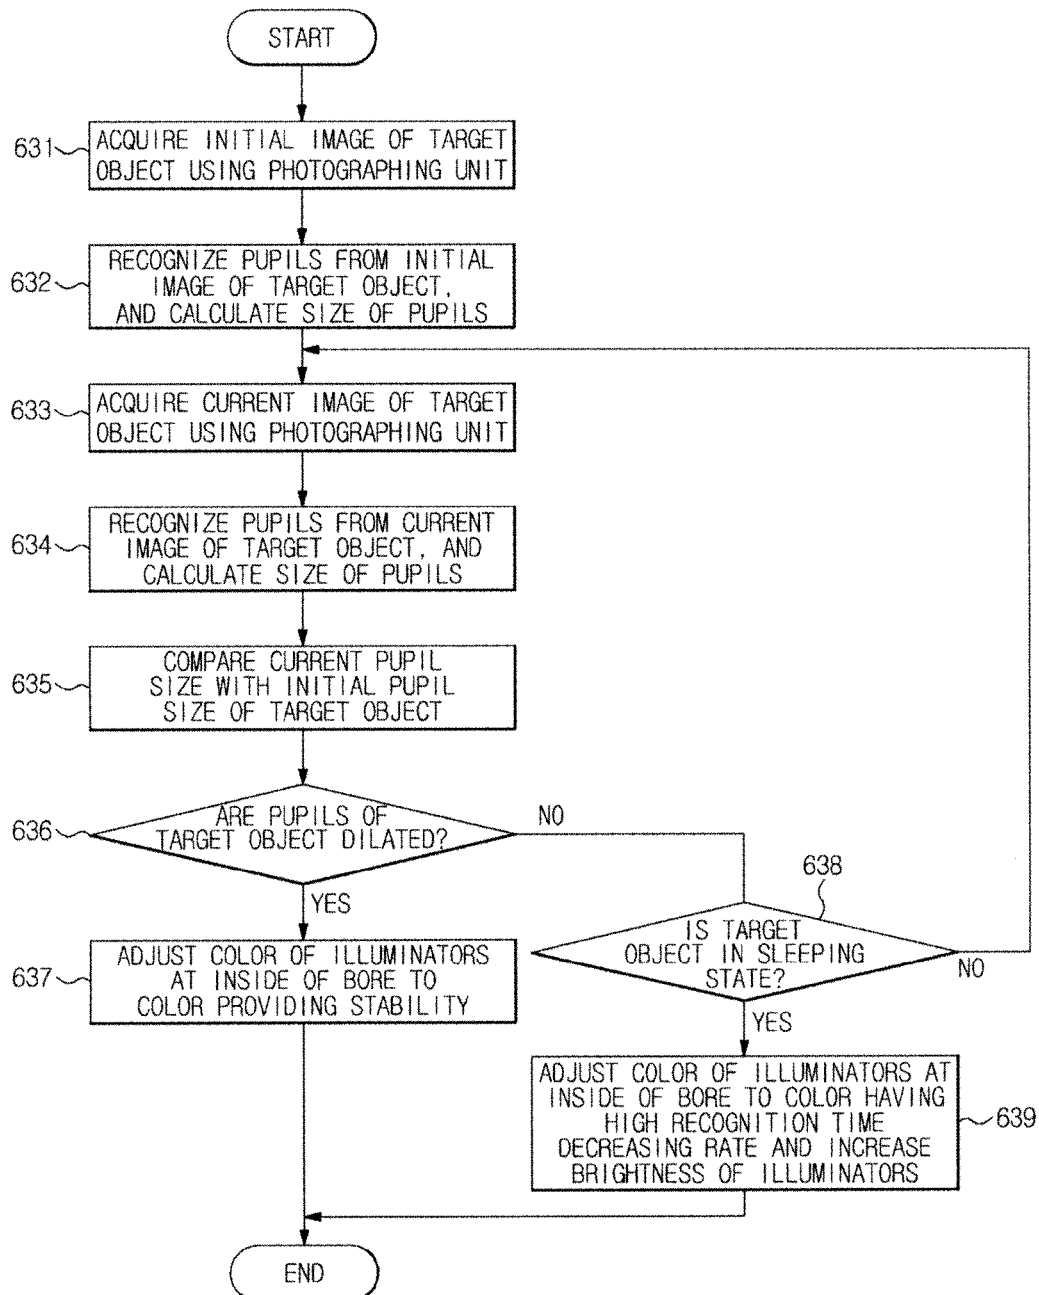 START
631
ACQUIRE INITIAL IMAGE OF TARGET
OBJECT USING PHOTOGRAPHING UNIT
632
RECOGNIZE PUPILS FROM INITIAL
IMAGE OF TARGET OBJECT,
AND CALCULATE SIZE OF PUPILS
633
ACQUIRE CURRENT IMAGE OF TARGET
OBJECT USING PHOTOGRAPHING UNIT
634
RECOGNIZE PUPILS FROM CURRENT
IMAGE OF TARGET OBJECT, AND
CALCULATE SIZE OF PUPILS
635
COMPARE CURRENT PUPIL
SIZE WITH INITIAL PUPIL
SIZE OF TARGET OBJECT
636
ARE PUPILS OF
TARGET OBJECT DILATED?
NO
YES
637
ADJUST COLOR OF ILLUMINATORS
AT INSIDE OF BORE TO
COLOR PROVIDING STABILITY
638
IS TARGET
OBJECT IN SLEEPING
STATE?
NO
YES
ADJUST COLOR OF ILLUMINATORS AT
INSIDE OF BORE TO COLOR HAVING
HIGH RECOGNITION TIME
DECREASING RATE AND INCREASE
BRIGHTNESS OF ILLUMINATORS
639
END